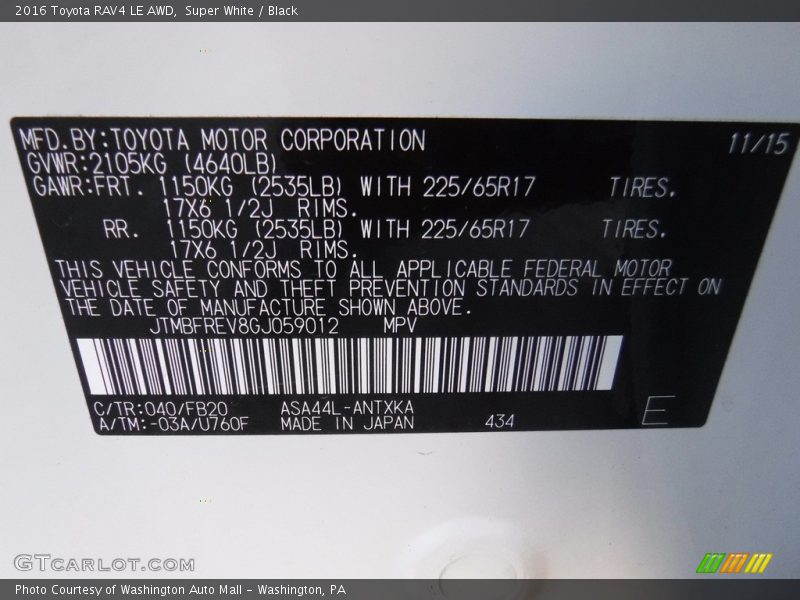 2016 Toyota RAV4 LE AWD,  Super White / Black
MFD.BY:TOYOTA MOTOR CORPORATION 11/15
GVWR:2105KG (4640LB)
GAWR:FRT. 1150KG (2535LB) WITH 225/65R17 TIRES.
17X6 1/2J RIMS.
RR. 1150KG (2535LB) WITH 225/65R17 TIRES.
17X6 1/2J RIMS.
THIS VEHICLE CONFORMS TO ALL APPLICABLE FEDERAL MOTOR
VEHICLE SAFETY AND THEFT PREVENTION STANDARDS IN EFFECT ON
THE DATE OF MANUFACTURE SHOWN ABOVE.
JTMBFREV8GJ059012 MPV
C/TR:040/FB20 ASA44L-ANTXKA
A/TM:-03A/U760F MADE IN JAPAN 434 E
GTCARLOT.COM
Photo Courtesy of Washington Auto Mall - Washington, PA